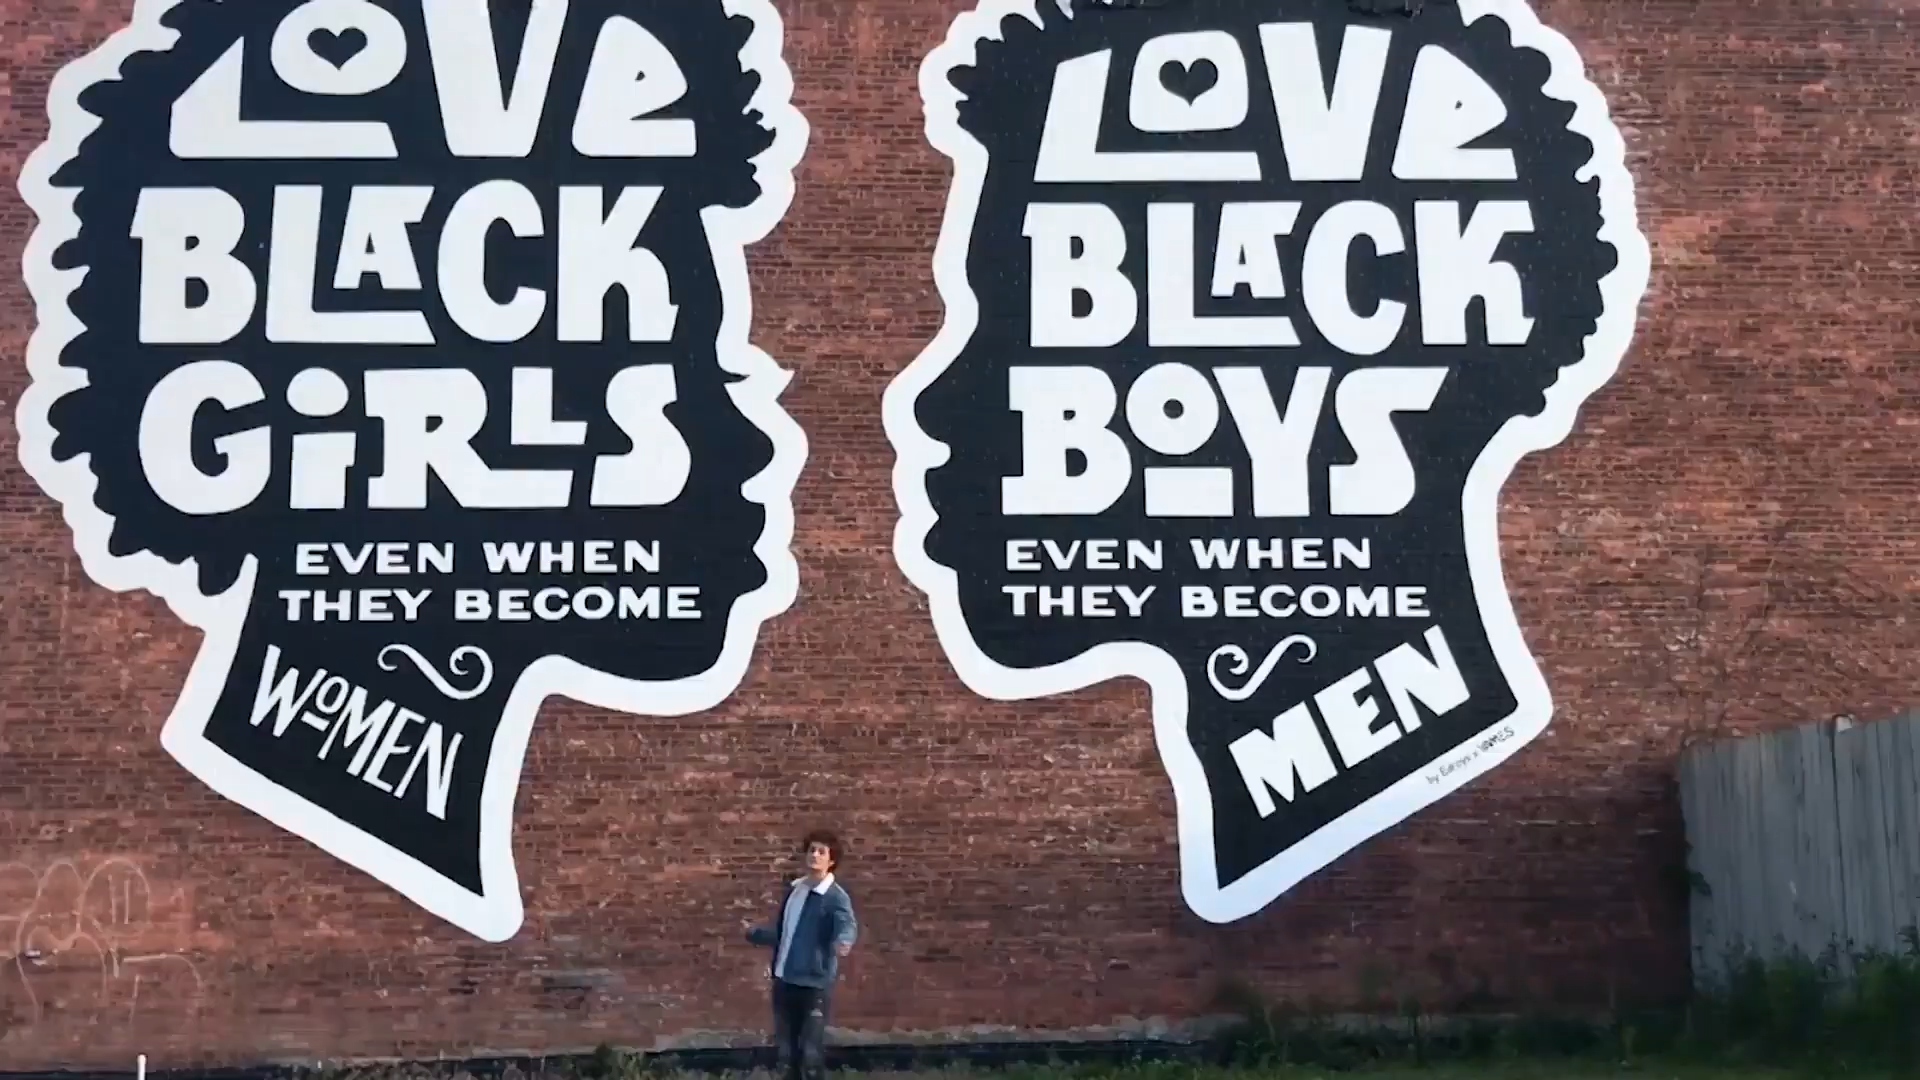 LOVE
BLACK
GiRLS
EVEN WHEN
THEY BECOME
WOMEN
LOVE
BLACK
BOYS
EVEN WHEN
THEY BECOME
MEN